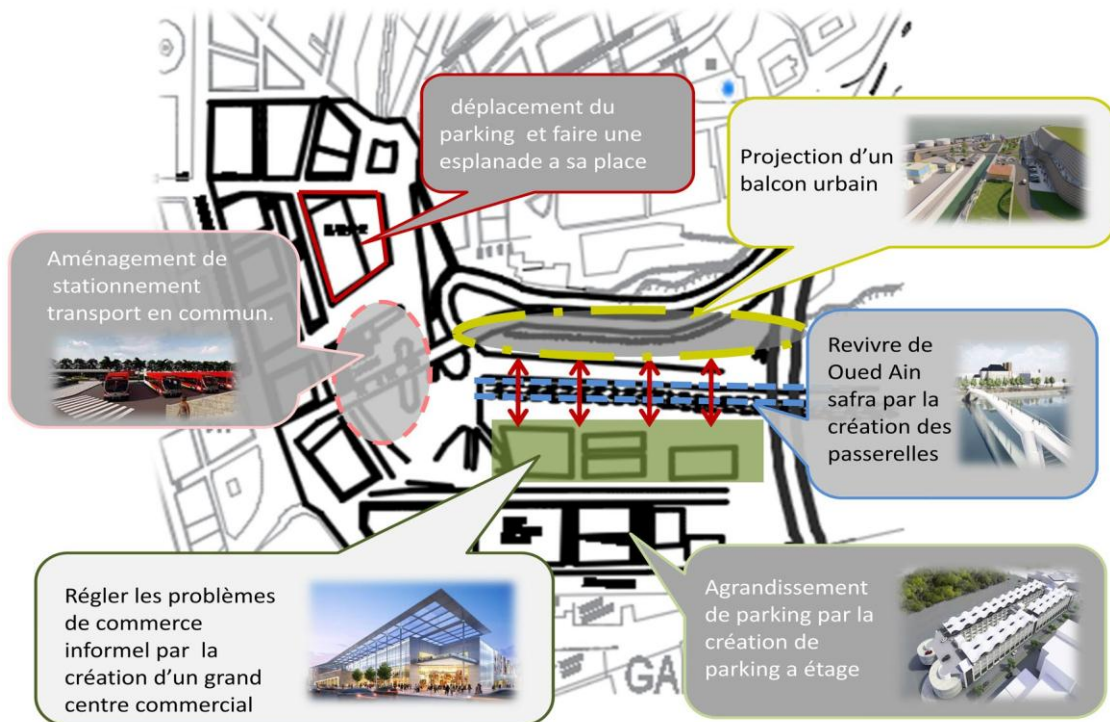 déplacement du
parking et faire une
esplanade a sa place
Projection d’un
balcon urbain
Aménagement de
stationnement
transport en commun.
Revivre de
Oued Ain
safra par la
création des
passerelles
Régler les problèmes
de commerce
informel par la
création d’un grand
centre commercial
Agrandissement
de parking par la
création de
parking a étage
GA